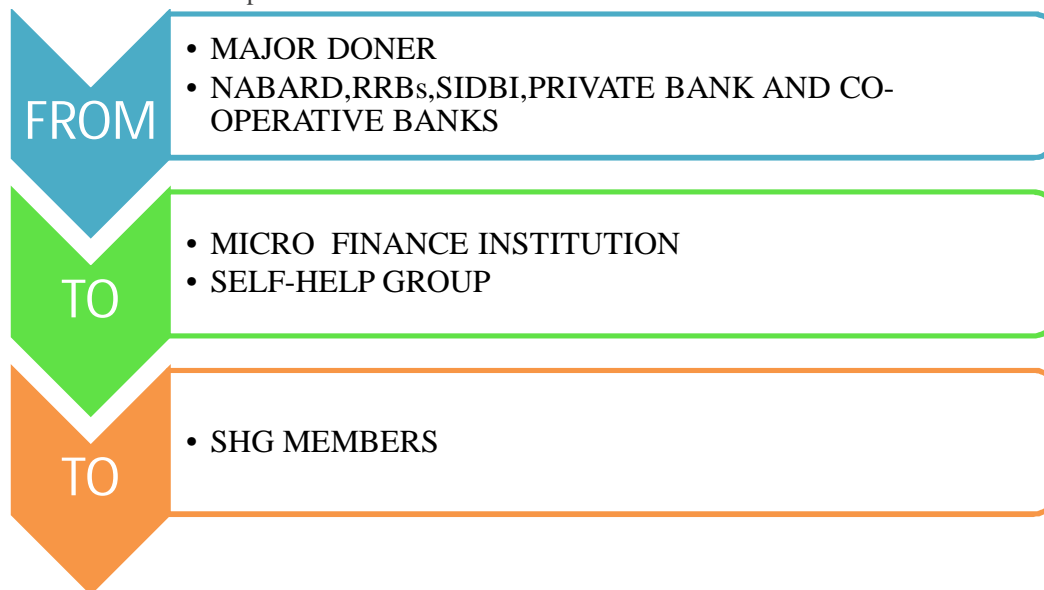 FROM
• MAJOR DONER
• NABARD,RRBs,SIDBI,PRIVATE BANK AND CO-
OPERATIVE BANKS
TO
• MICRO FINANCE INSTITUTION
• SELF-HELP GROUP
TO
• SHG MEMBERS